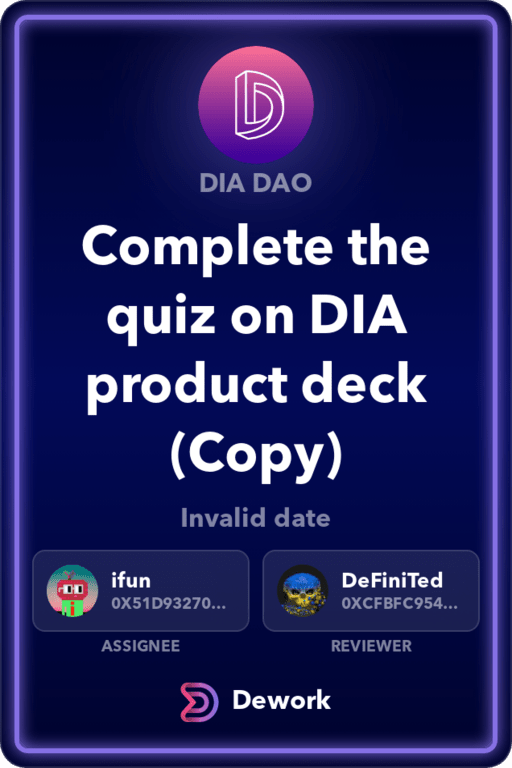 DIA DAO
Complete the
quiz on DIA
product deck
(Copy)
Invalid date
ifun
0X51D93270...
ASSIGNEE
DeFiniTed
0XCFBFC954...
REVIEWER
Dework